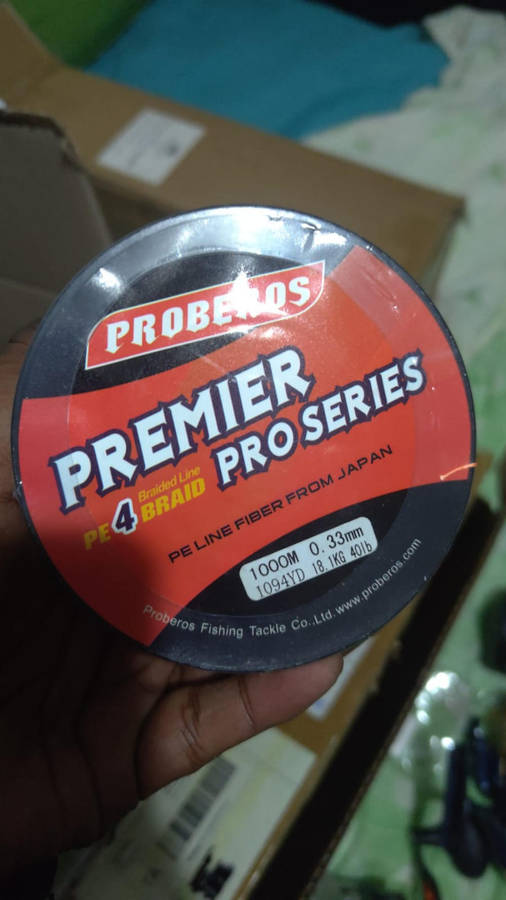 PROBEROS
PREMIER
PRO SERIES
Braided Line
PE 4 BRAID
PE LINE FIBER FROM JAPAN
1000M 0.33mm
1094YD 18.1KG 40lb
Proberos Fishing Tackle Co.,Ltd. www.proberos.com